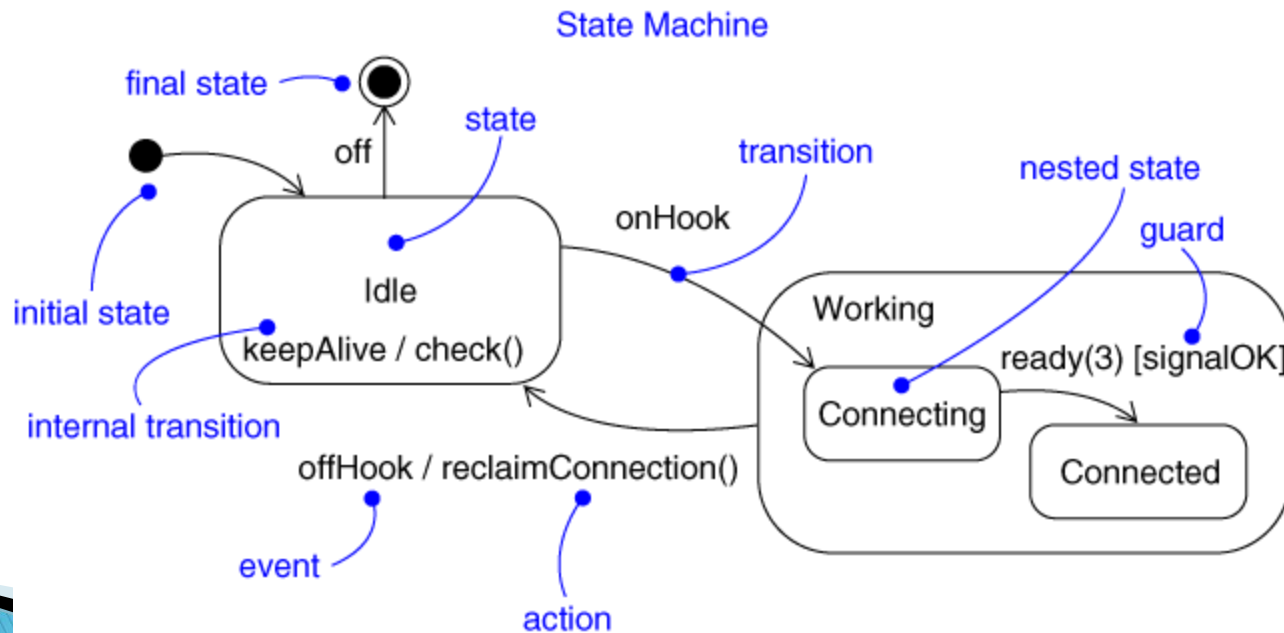 State Machine
final state
state
off
transition
nested state
onHook
guard
Idle
initial state
Working
keepAlive / check()
ready(3) [signalOK]
Connecting
internal transition
offHook / reclaimConnection()
Connected
event
action